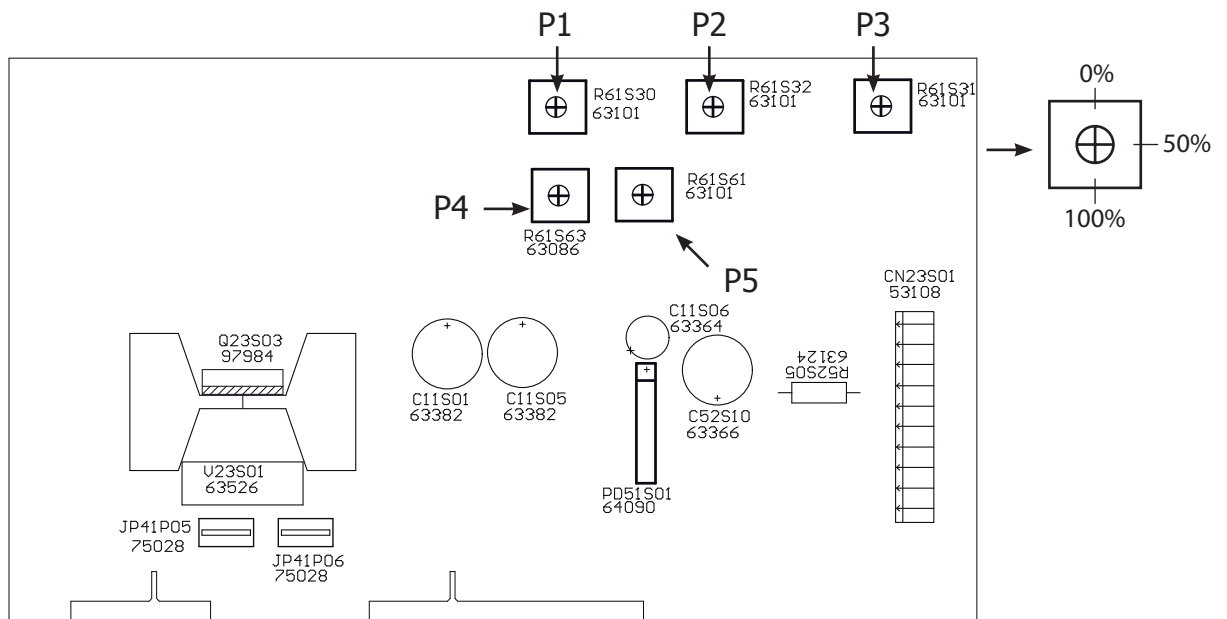 P1
P2
P3
R61S30
63101
R61S32
63101
R61S31
63101
0%
50%
100%
P4
R61S63
63086
R61S61
63101
P5
CN23S01
53108
Q23S03
97984
C11S01
63382
C11S05
63382
C11S06
63364
C52S10
63366
R52S05
63124
V23S01
63526
PD51S01
64090
JP41P05
75028
JP41P06
75028